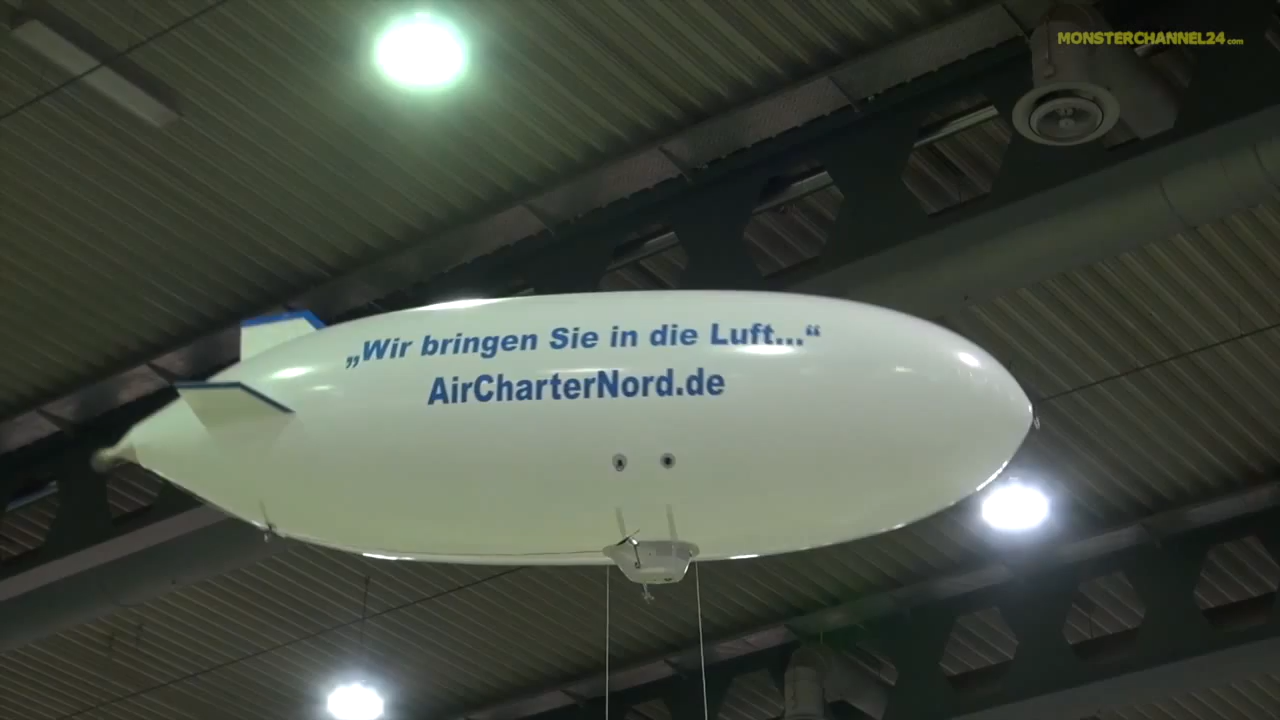 MONSTERCHANNEL24.com
„Wir bringen Sie in die Luft...“
AirCharterNord.de